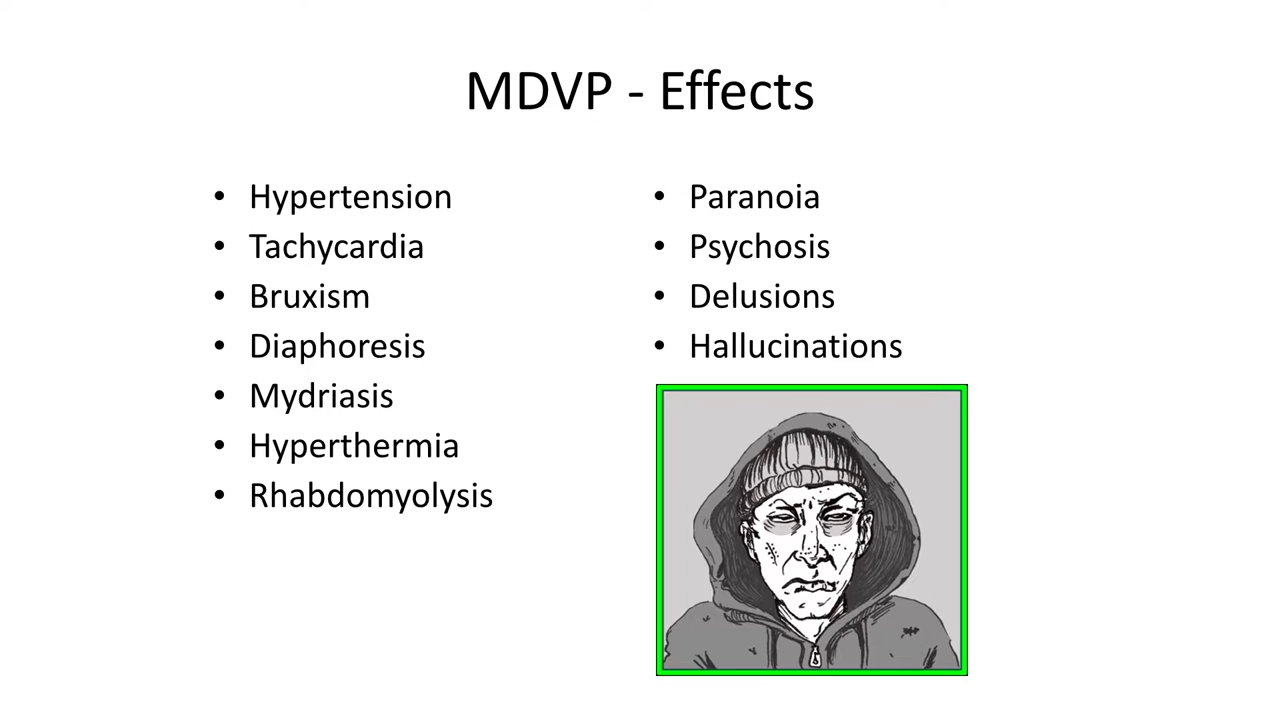 MDVP - Effects
• Hypertension
• Tachycardia
• Bruxism
• Diaphoresis
• Mydriasis
• Hyperthermia
• Rhabdomyolysis
• Paranoia
• Psychosis
• Delusions
• Hallucinations